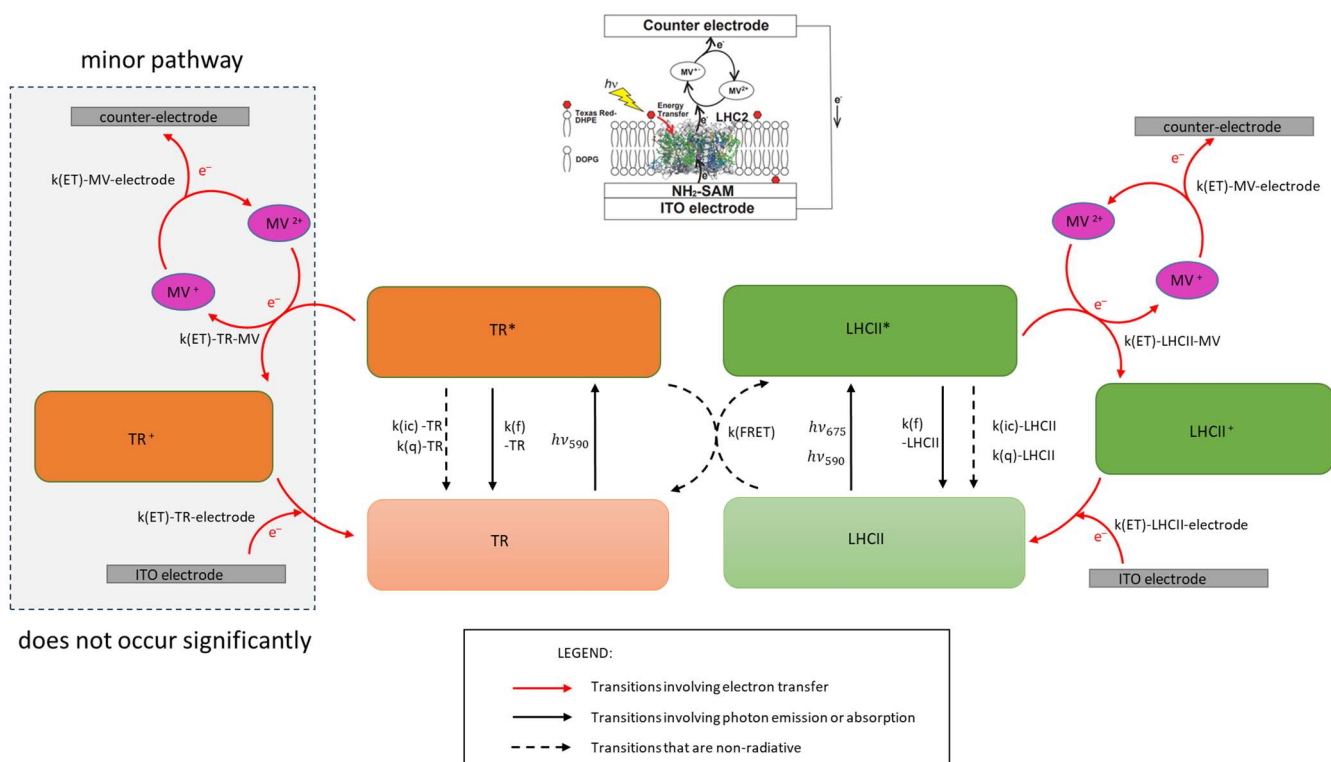 minor pathway
counter-electrode
k(ET)-MV-electrode
e⁻
MV 2+
MV +
e⁻
k(ET)-TR-MV
TR +
k(ET)-TR-electrode
e⁻
ITO electrode
does not occur significantly
Counter electrode
e⁻
MV+·
MV2+
hν
Texas Red-
DHPE
Energy
Transfer
e⁻
LHC2
e⁻
DOPG
e⁻
NH2-SAM
ITO electrode
TR*
LHCII*
k(ic) -TR
k(q)-TR
k(f)
-TR
hν590
k(FRET)
hν675
hν590
k(f)
-LHCII
k(ic)-LHCII
k(q)-LHCII
TR
LHCII
counter-electrode
e⁻
k(ET)-MV-electrode
MV 2+
MV +
e⁻
k(ET)-LHCII-MV
LHCII +
k(ET)-LHCII-electrode
e⁻
ITO electrode
LEGEND:
Transitions involving electron transfer
Transitions involving photon emission or absorption
Transitions that are non-radiative